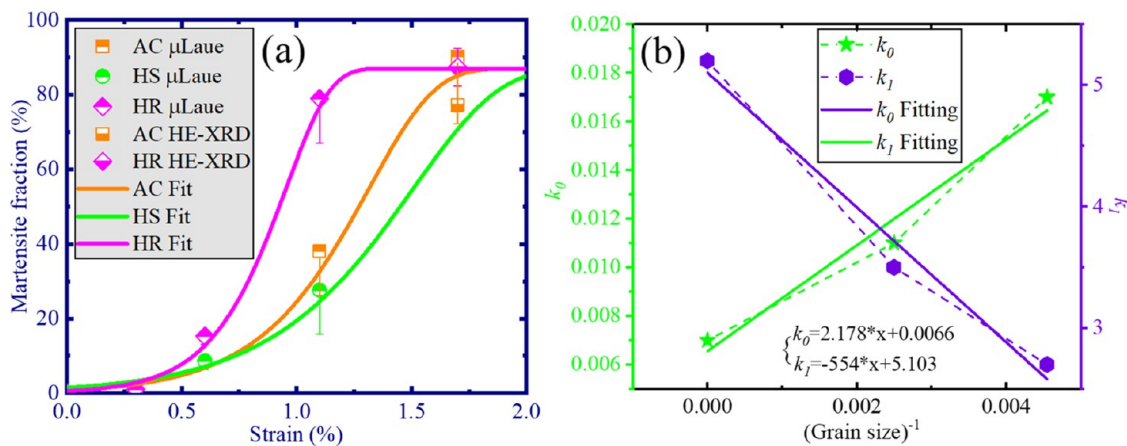 (a)
100
80
60
40
20
0
Martensite fraction (%)
AC μLaue
HS μLaue
HR μLaue
AC HE-XRD
HR HE-XRD
AC Fit
HS Fit
HR Fit
0.0 0.5 1.0 1.5 2.0
Strain (%)
(b)
0.020
0.018
0.016
0.014
0.012
0.010
0.008
0.006
k0
k0
k1
k0 Fitting
k1 Fitting
5
4
3
k1
k0=2.178*x+0.0066
k1=-554*x+5.103
0.000 0.002 0.004
(Grain size)-1